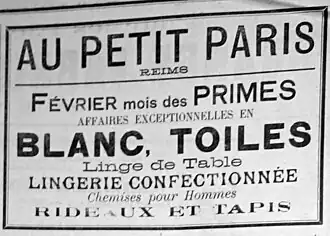 AU PETIT PARIS
REIMS
FÉVRIER mois des PRIMES
AFFAIRES EXCEPTIONNELLES EN
BLANC, TOILES
Linge de Table
LINGERIE CONFECTIONNÉE
Chemises pour Hommes
RIDEAUX ET TAPIS